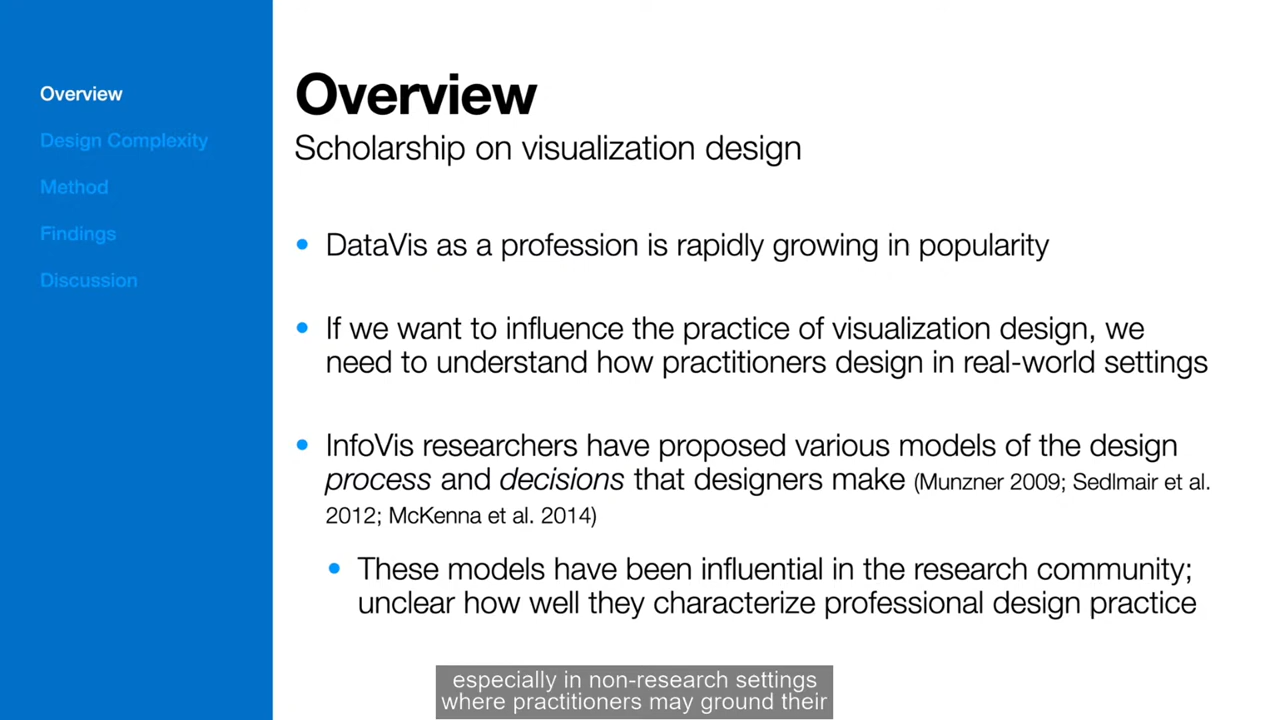 Overview
Design Complexity
Method
Findings
Discussion
Overview
Scholarship on visualization design
• DataVis as a profession is rapidly growing in popularity
• If we want to influence the practice of visualization design, we
need to understand how practitioners design in real-world settings
• InfoVis researchers have proposed various models of the design
process and decisions that designers make (Munzner 2009; Sedlmair et al.
2012; McKenna et al. 2014)
• These models have been influential in the research community;
unclear how well they characterize professional design practice
especially in non-research settings
where practitioners may ground their